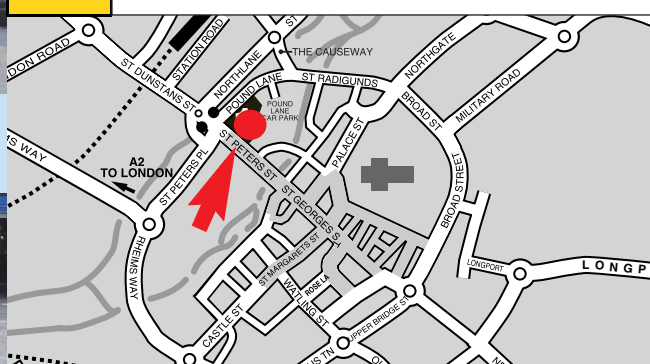 STATION ROAD
ST
NORTHLANE
THE CAUSEWAY
DON ROAD
ST DUNSTANS ST
POUND LANE
ST RADIGUNDS
NORTHGATE
MILITARY ROAD
BROAD ST
POUND
LANE
CAR PARK
MS WAY
A2
TO LONDON
ST PETERS PL
ST PETERS ST
PALACE ST
BROAD STREET
ST GEORGES ST
RHEIMS WAY
ST MARGARETS ST
ROSE LA
WATLING ST
CASTLE ST
UPPER BRIDGE ST
LONGPORT
LONGP